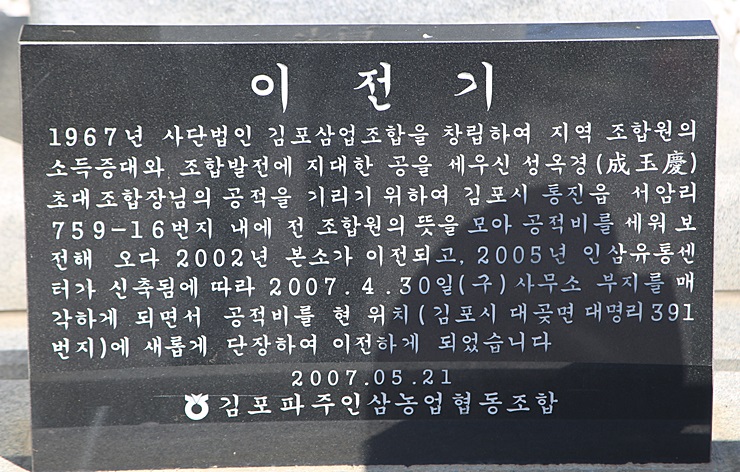 이 전 기
1967년 사단법인 김포삼업조합을 창립하여 지역 조합원의
소득증대와 조합발전에 지대한 공을 세우신 성옥경(成玉慶)
초대조합장님의 공적을 기리기 위하여 김포시 통진읍 서암리
759-16번지 내에 전 조합원의 뜻을 모아 공적비를 세워 보
전해 오다 2002년 본소가 이전되고, 2005년 인삼유통센
터가 신축됨에 따라 2007.4.30일(구)사무소 부지를 매
각하게 되면서 공적비를 현 위치(김포시 대곶면 대명리 391
번지)에 새롭게 단장하여 이전하게 되었습니다
2007.05.21
김포파주인삼농업협동조합